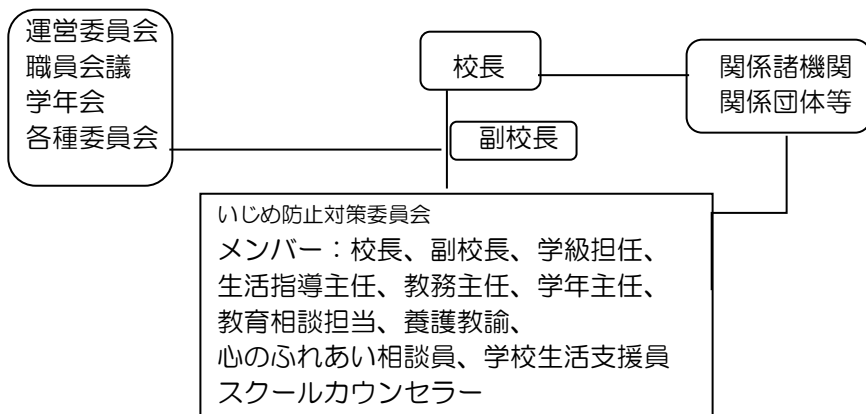 運営委員会
職員会議
学年会
各種委員会
校長
関係諸機関
関係団体等
副校長
いじめ防止対策委員会
メンバー：校長、副校長、学級担任、
生活指導主任、教務主任、学年主任、
教育相談担当、養護教諭、
心のふれあい相談員、学校生活支援員
スクールカウンセラー